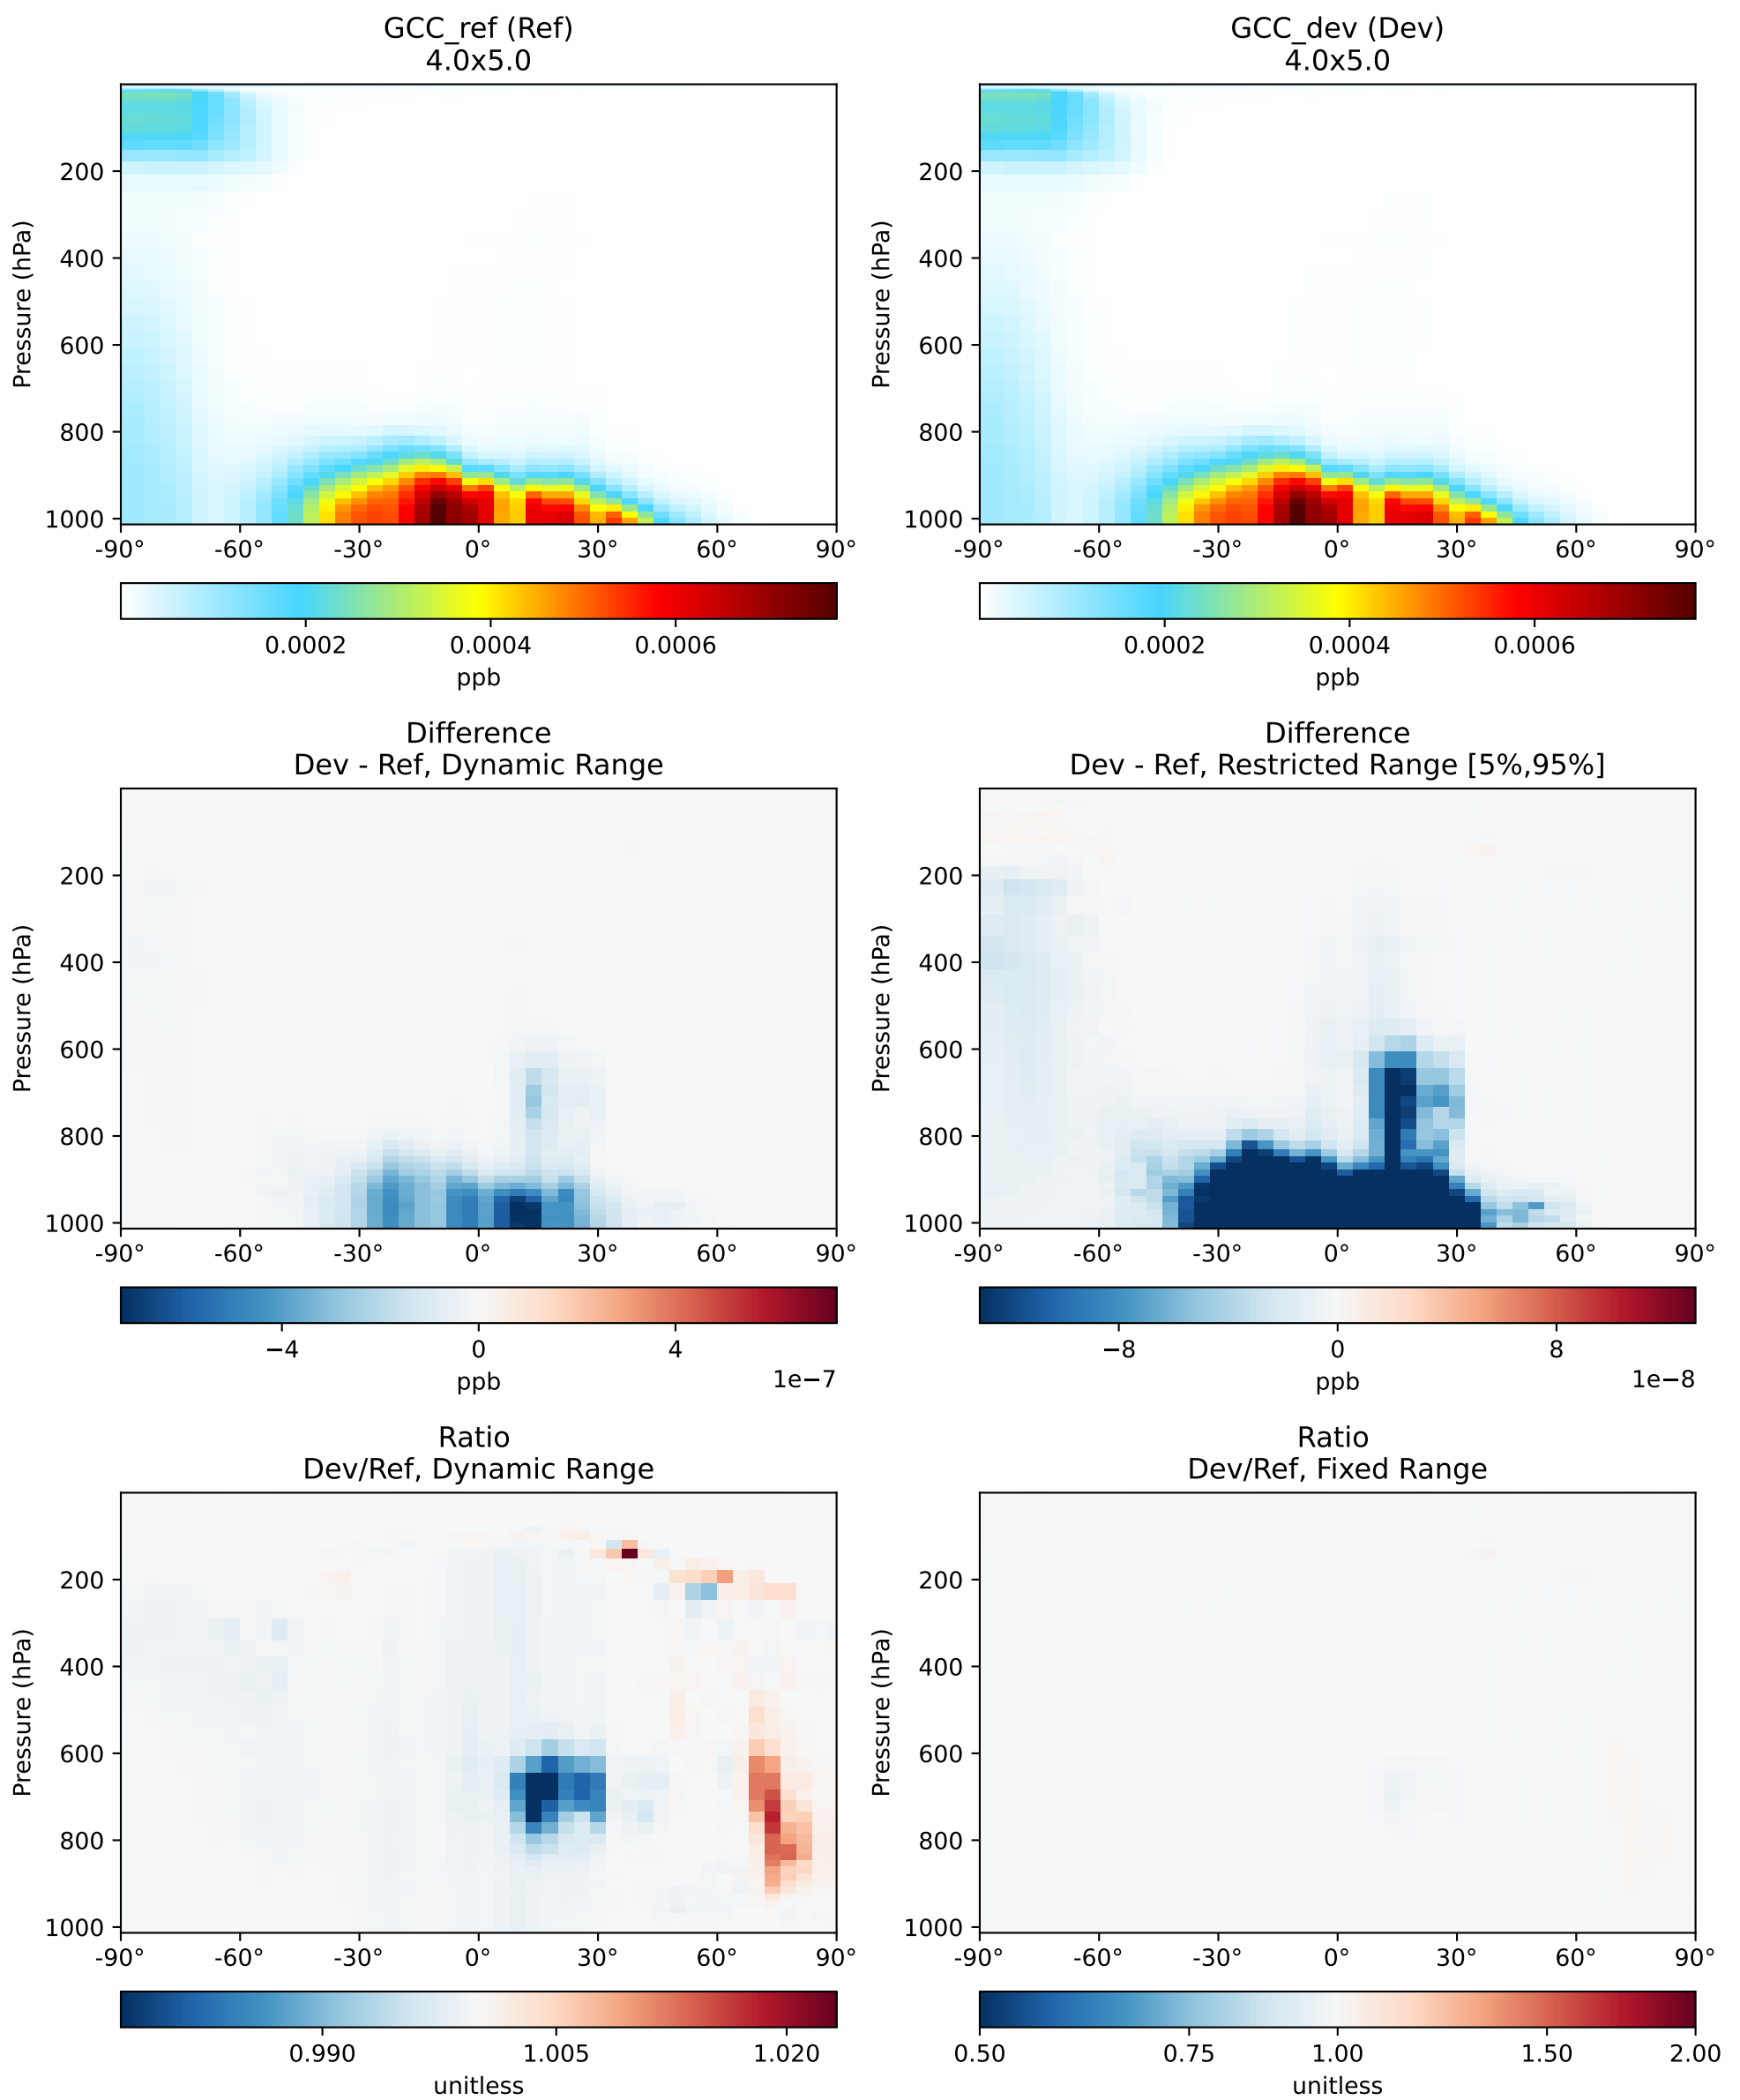 GCC_ref (Ref)
4.0x5.0
Pressure (hPa)
200
400
600
800
1000
-90° -60° -30° 0° 30° 60° 90°
0.0002 0.0004 0.0006
ppb
GCC_dev (Dev)
4.0x5.0
Pressure (hPa)
200
400
600
800
1000
-90° -60° -30° 0° 30° 60° 90°
0.0002 0.0004 0.0006
ppb
Difference
Dev - Ref, Dynamic Range
Pressure (hPa)
200
400
600
800
1000
-90° -60° -30° 0° 30° 60° 90°
−4 0 4
ppb 1e−7
Difference
Dev - Ref, Restricted Range [5%,95%]
Pressure (hPa)
200
400
600
800
1000
-90° -60° -30° 0° 30° 60° 90°
−8 0 8
ppb 1e−8
Ratio
Dev/Ref, Dynamic Range
Pressure (hPa)
200
400
600
800
1000
-90° -60° -30° 0° 30° 60° 90°
0.990 1.005 1.020
unitless
Ratio
Dev/Ref, Fixed Range
Pressure (hPa)
200
400
600
800
1000
-90° -60° -30° 0° 30° 60° 90°
0.50 0.75 1.00 1.50 2.00
unitless